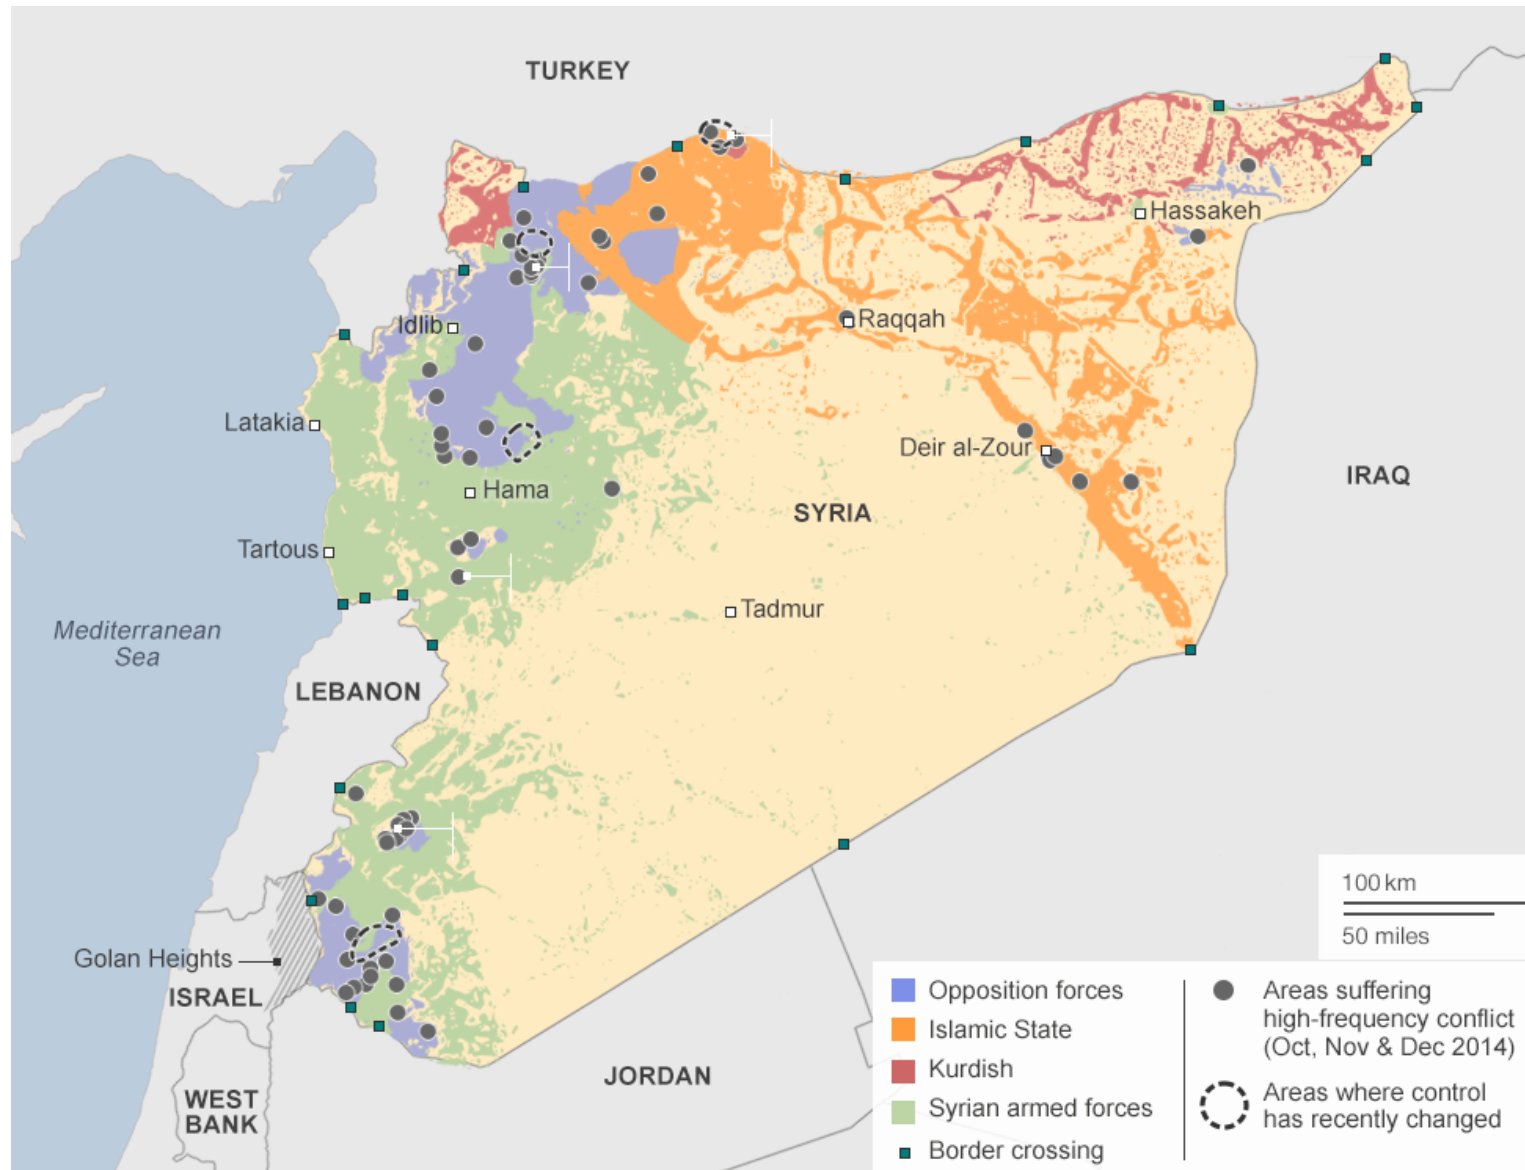 TURKEY
Hassakeh
Idlib
Raqqah
Latakia
Deir al-Zour
IRAQ
Hama
SYRIA
Tartous
Tadmur
Mediterranean
Sea
LEBANON
100 km
50 miles
Golan Heights
ISRAEL
JORDAN
WEST
BANK
Opposition forces
Islamic State
Kurdish
Syrian armed forces
Border crossing
Areas suffering
high-frequency conflict
(Oct, Nov & Dec 2014)
Areas where control
has recently changed